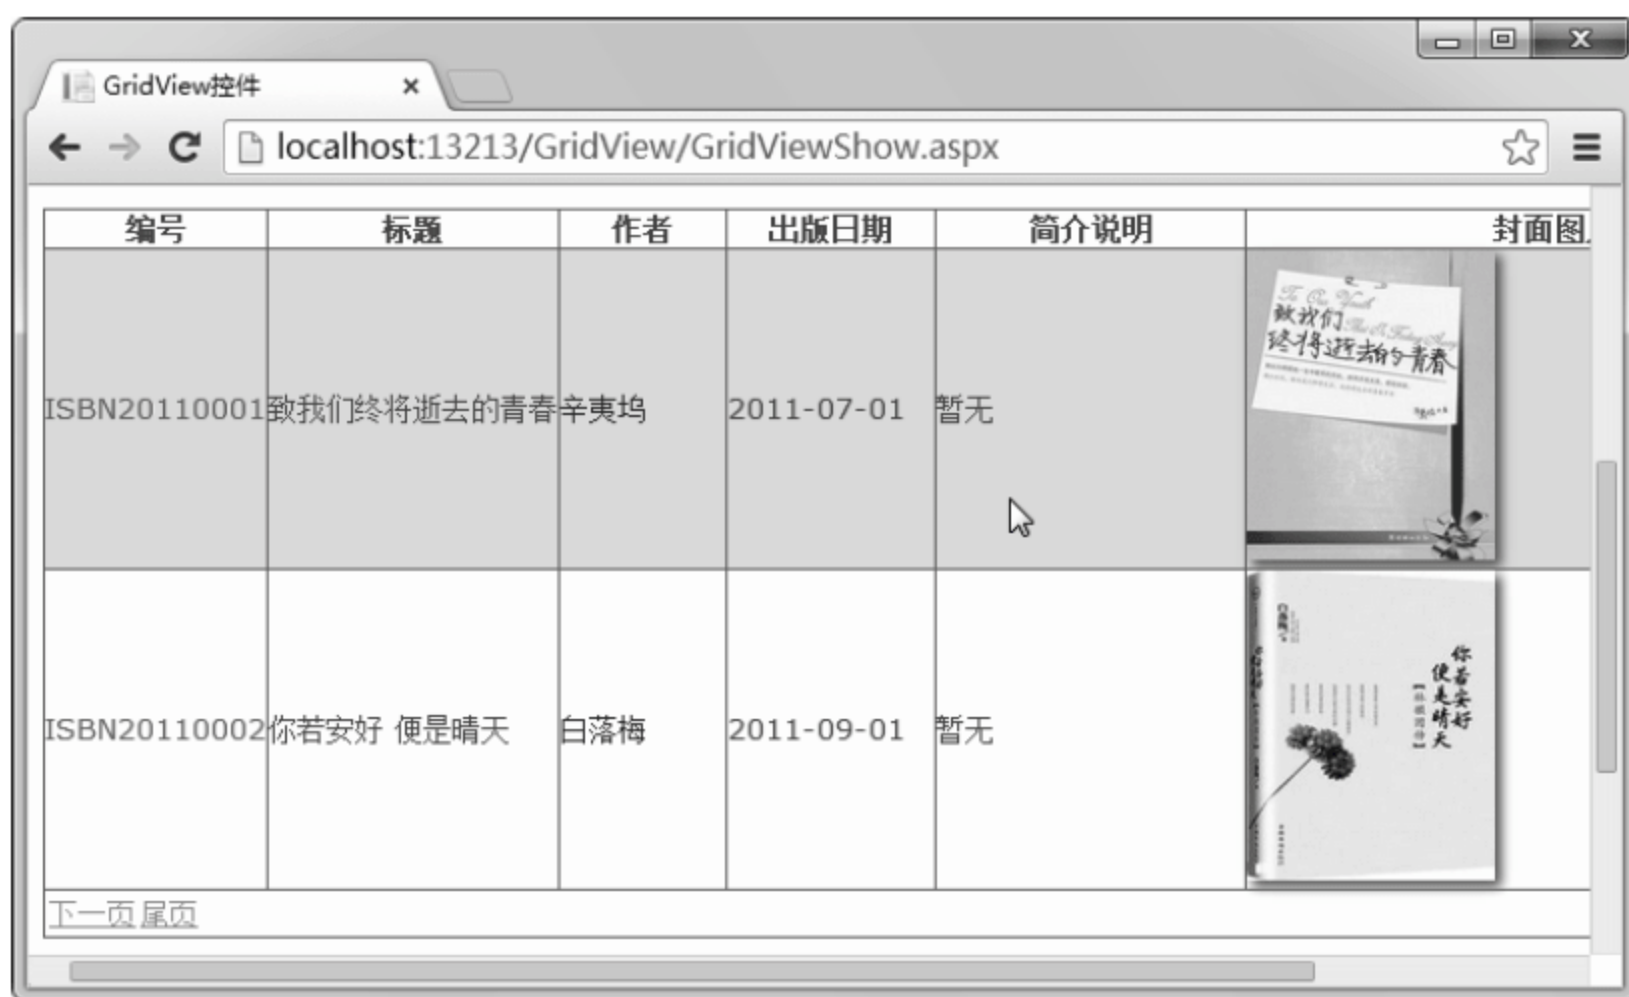 GridView控件
localhost:13213/GridView/GridViewShow.aspx
编号 标题 作者 出版日期 简介说明 封面图
To Our Youth
致我们
终将逝去的青春
ISBN20110001 致我们终将逝去的青春 辛夷坞 2011-07-01 暂无
你若安好
便是晴天
ISBN20110002 你若安好 便是晴天 白落梅 2011-09-01 暂无
下一页 尾页